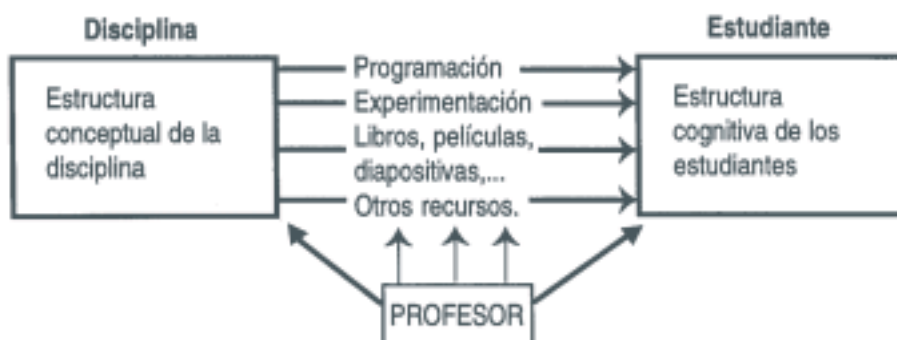 Disciplina
Estudiante
Estructura
conceptual de la
disciplina
Programación
Experimentación
Libros, películas,
diapositivas,...
Otros recursos.
Estructura
cognitiva de los
estudiantes
PROFESOR